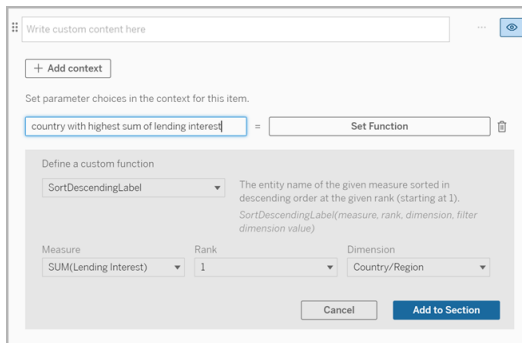 Write custom content here
+ Add context
Set parameter choices in the context for this item.
country with highest sum of lending interest = Set Function
Define a custom function
SortDescendingLabel
The entity name of the given measure sorted in
descending order at the given rank (starting at 1).
SortDescendingLabel(measure, rank, dimension, filter
dimension value)
Measure Rank Dimension
SUM(Lending Interest) 1 Country/Region
Cancel Add to Section